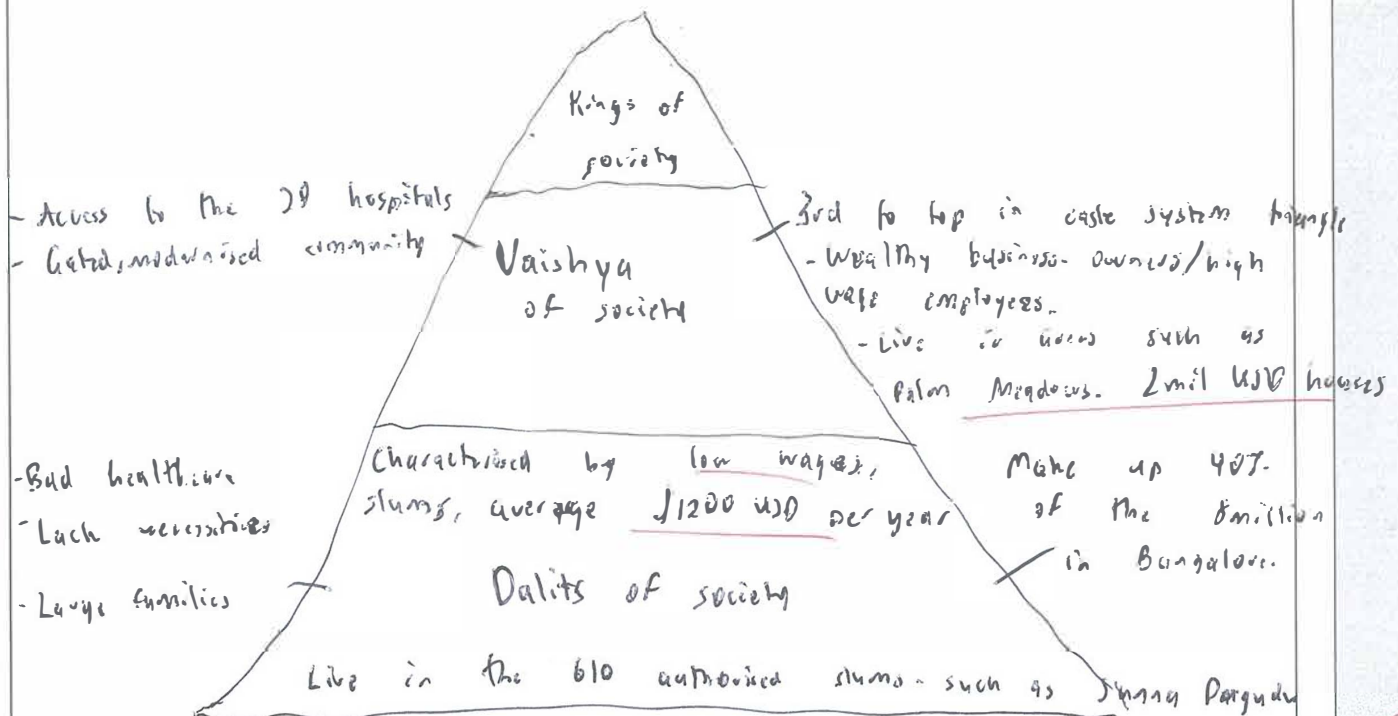 Kings of
society
- Access to the hospitals
- Gated, modernised community
Vaishya
of society
3rd to top in caste system triangle
- Wealthy business-owners/high
wage employees.
- Live in areas such as
Palm Meadows. 2mil USD houses
- Bad healthcare
- Lack necessities
- Large families
Characterised by low wages,
slums, average $1200 USD per year
Dalits of society
Make up 40%
of the 8million
in Bangalore.
Live in the 610 authorised slums - such as